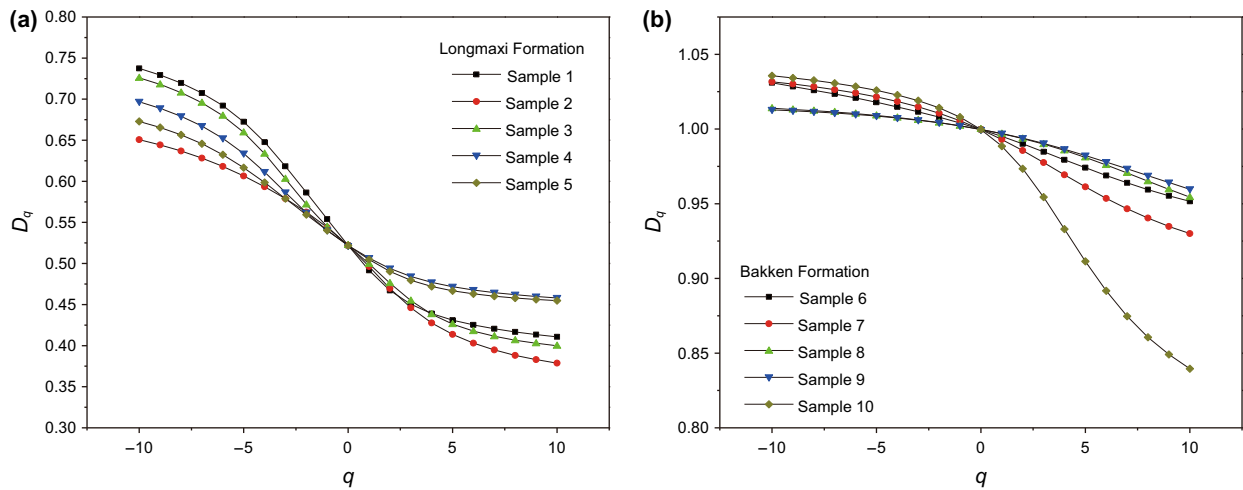 (a)
0.80
0.75
0.70
0.65
0.60
0.55
0.50
0.45
0.40
0.35
0.30
Dq
Longmaxi Formation
Sample 1
Sample 2
Sample 3
Sample 4
Sample 5
–10 –5 0 5 10
q
(b)
1.05
1.00
0.95
0.90
0.85
0.80
Dq
Bakken Formation
Sample 6
Sample 7
Sample 8
Sample 9
Sample 10
–10 –5 0 5 10
q